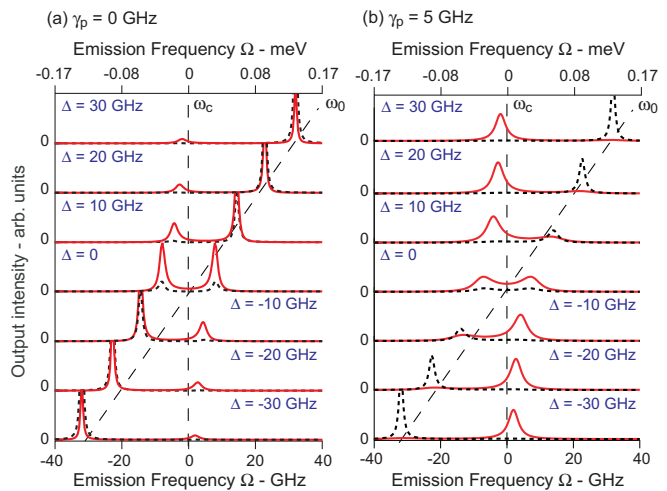 (a) γp = 0 GHz
Emission Frequency Ω - meV
-0.17 -0.08 0 0.08 0.17
Δ = 30 GHz
ωc
ω0
0
Δ = 20 GHz
0
Δ = 10 GHz
0
Δ = 0
0
Δ = -10 GHz
0
Δ = -20 GHz
0
Δ = -30 GHz
0
-40 -20 0 20 40
Emission Frequency Ω - GHz
Output intensity - arb. units
(b) γp = 5 GHz
Emission Frequency Ω - meV
-0.17 -0.08 0 0.08 0.17
Δ = 30 GHz
ωc
ω0
0
Δ = 20 GHz
0
Δ = 10 GHz
0
Δ = 0
0
Δ = -10 GHz
0
Δ = -20 GHz
0
Δ = -30 GHz
0
-40 -20 0 20 40
Emission Frequency Ω - GHz